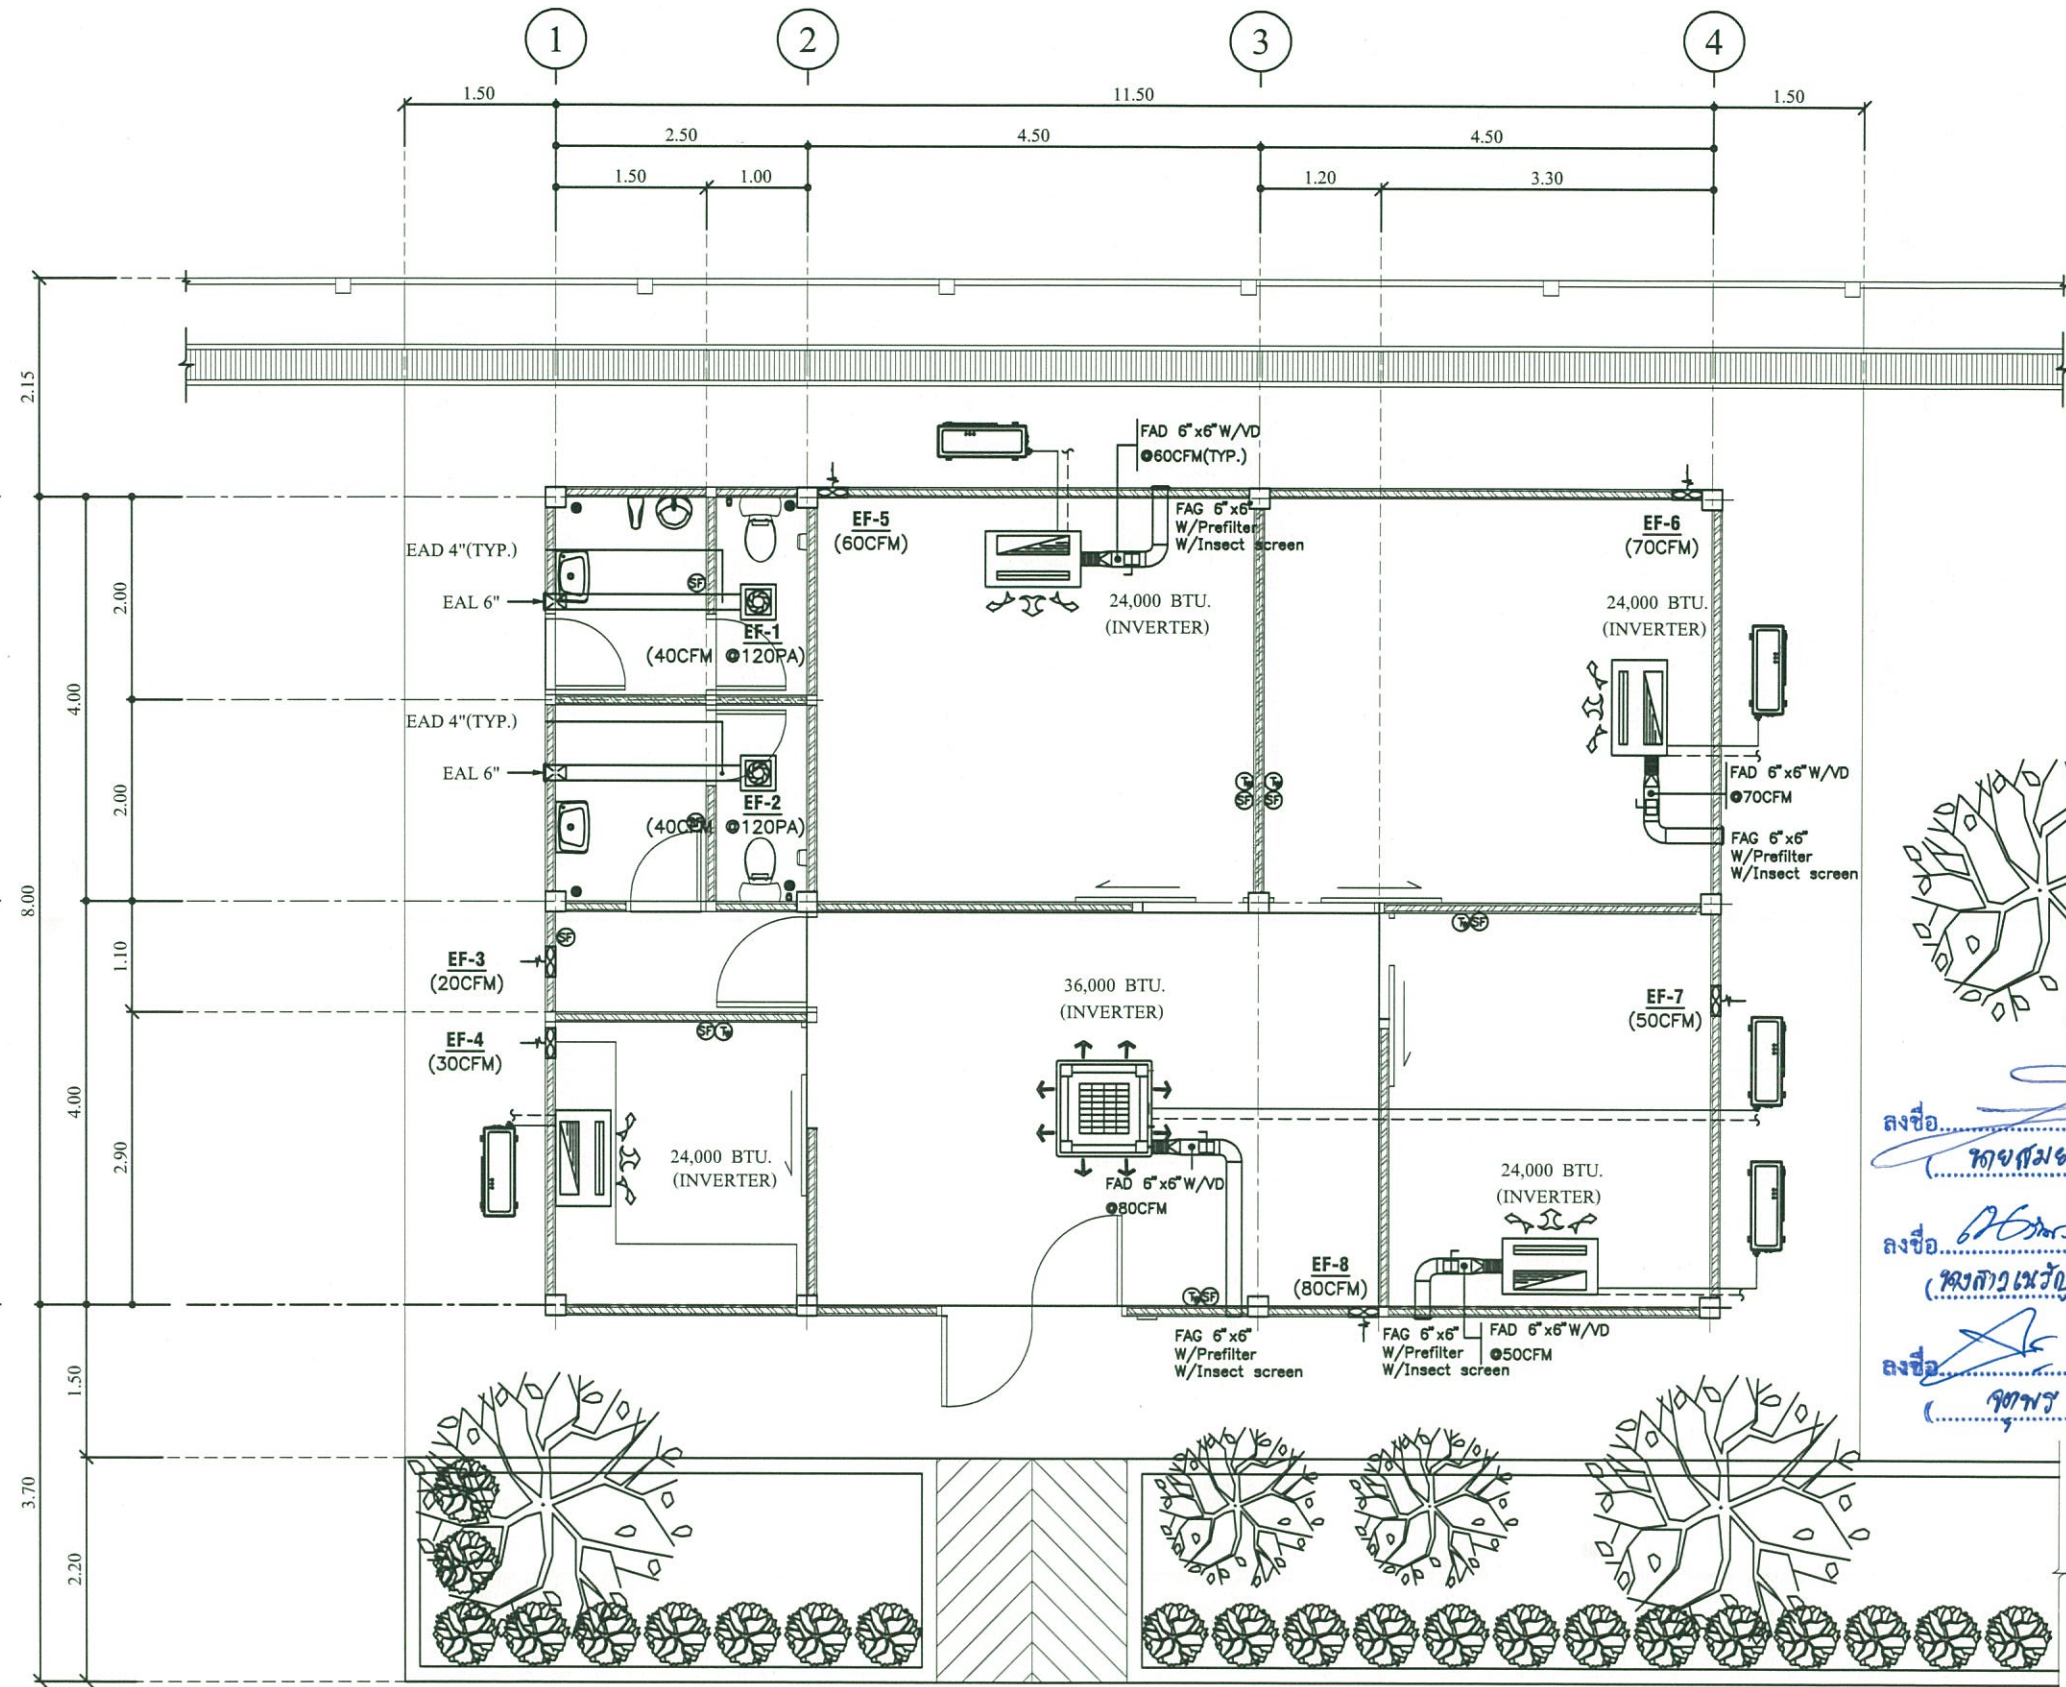 1
2
3
4
1.50
11.50
1.50
2.50
4.50
4.50
1.50
1.00
1.20
3.30
2.15
FAD 6"x6"W/VD
@60CFM(TYP.)
FAG 6"x6"
W/Prefilter
W/Insect screen
EF-5
(60CFM)
EF-6
(70CFM)
EAD 4"(TYP.)
SF
EAL 6"
2.00
24,000 BTU.
(INVERTER)
24,000 BTU.
(INVERTER)
EF-1
(40CFM @120PA)
4.00
EAD 4"(TYP.)
EAL 6"
2.00
EF-2
(40CFM @120PA)
SF
SF
FAD 6"x6"W/VD
@70CFM
FAG 6"x6"
W/Prefilter
W/Insect screen
8.00
SF
SF
EF-3
(20CFM)
1.10
36,000 BTU.
(INVERTER)
EF-7
(50CFM)
SF
EF-4
(30CFM)
4.00
2.90
24,000 BTU.
(INVERTER)
FAD 6"x6"W/VD
@80CFM
24,000 BTU.
(INVERTER)
ลงชื่อ
ลงชื่อ
ลงชื่อ
EF-8
(80CFM)
SF
FAG 6"x6"
W/Prefilter
W/Insect screen
FAG 6"x6"
W/Prefilter
W/Insect screen
FAD 6"x6"W/VD
@50CFM
1.50
3.70
2.20